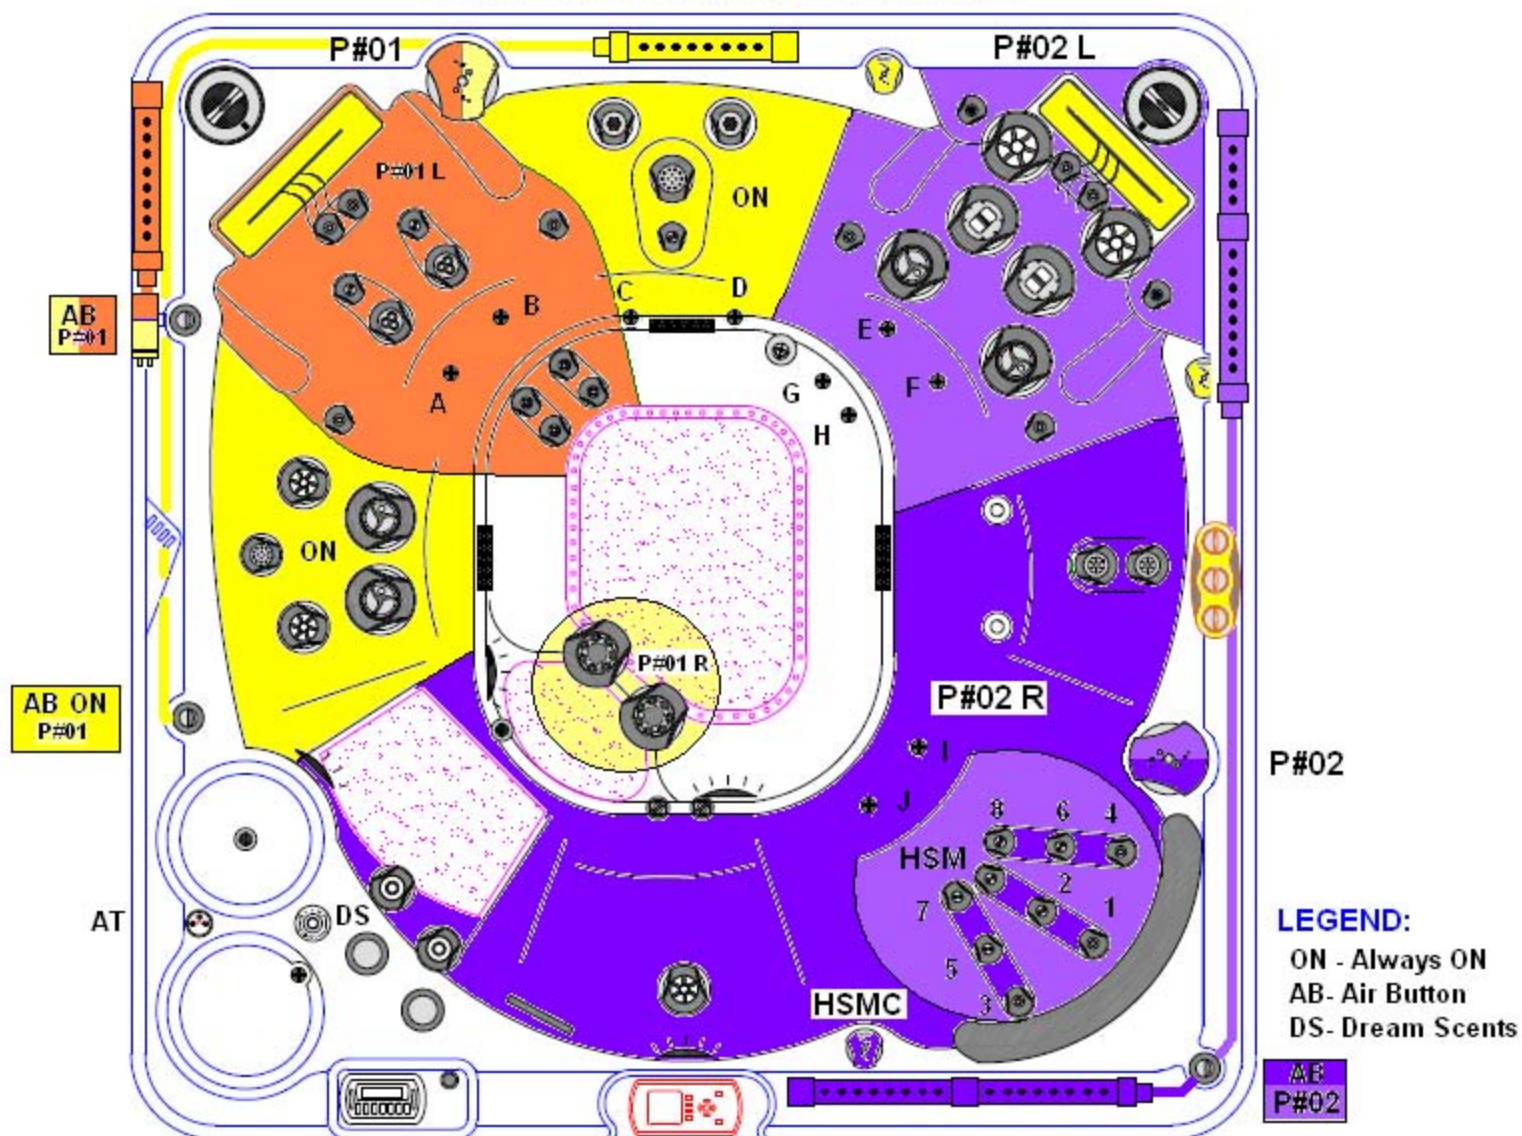 P#01
P#02 L
P#01 L
ON
C
D
B
E
AB
P#01
A
F
G
H
ON
P#01 R
AB ON
P#01
P#02 R
I
P#02
J
8
6
4
HSM
2
7
1
AT
DS
5
3
HSMC
LEGEND:
ON - Always ON
AB- Air Button
DS- Dream Scents
AB
P#02